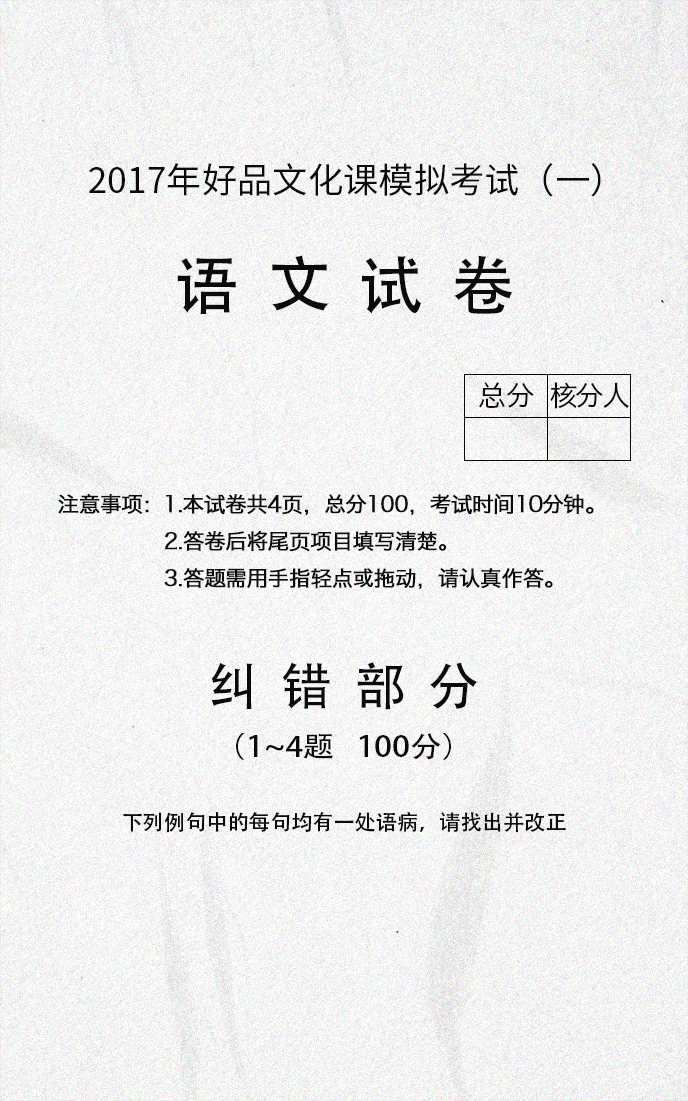 2017年好品文化课模拟考试（一）
语文试卷
总分 核分人
注意事项：1.本试卷共4页，总分100，考试时间10分钟。
2.答卷后将尾页项目填写清楚。
3.答题需用手指轻点或拖动，请认真作答。
纠错部分
（1~4题 100分）
下列例句中的每句均有一处语病，请找出并改正